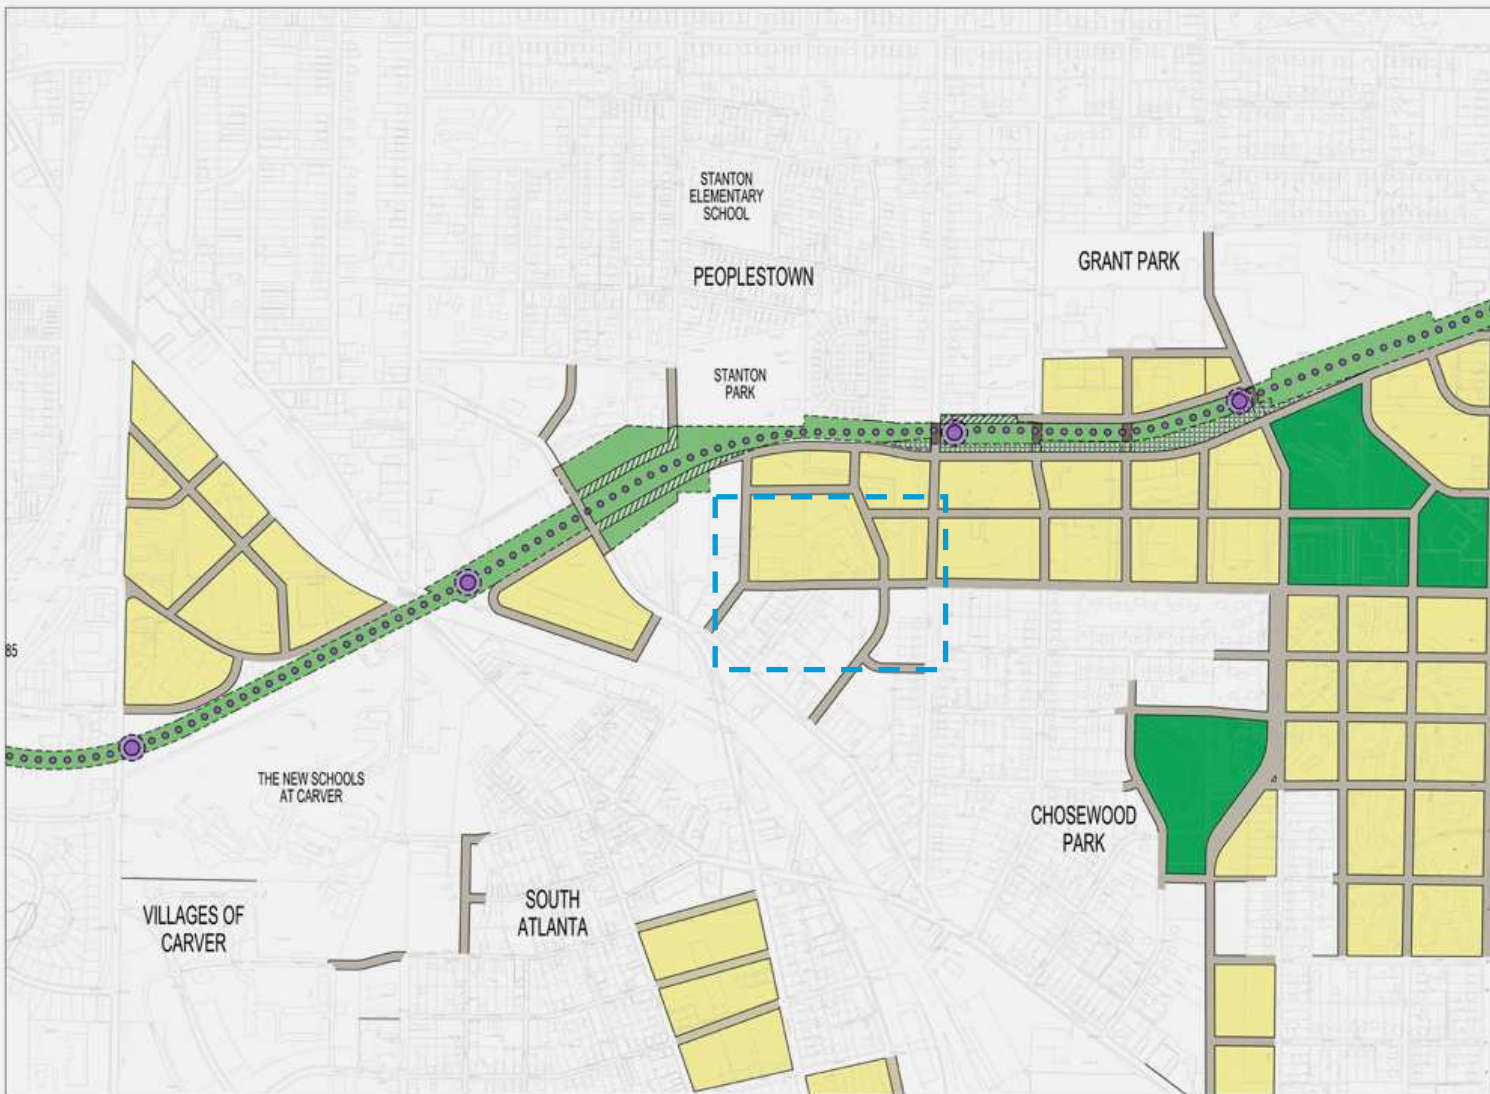 STANTON
ELEMENTARY
SCHOOL
GRANT PARK
PEOPLESTOWN
STANTON
PARK
85
THE NEW SCHOOLS
AT CARVER
CHOSEWOOD
PARK
SOUTH
ATLANTA
VILLAGES OF
CARVER